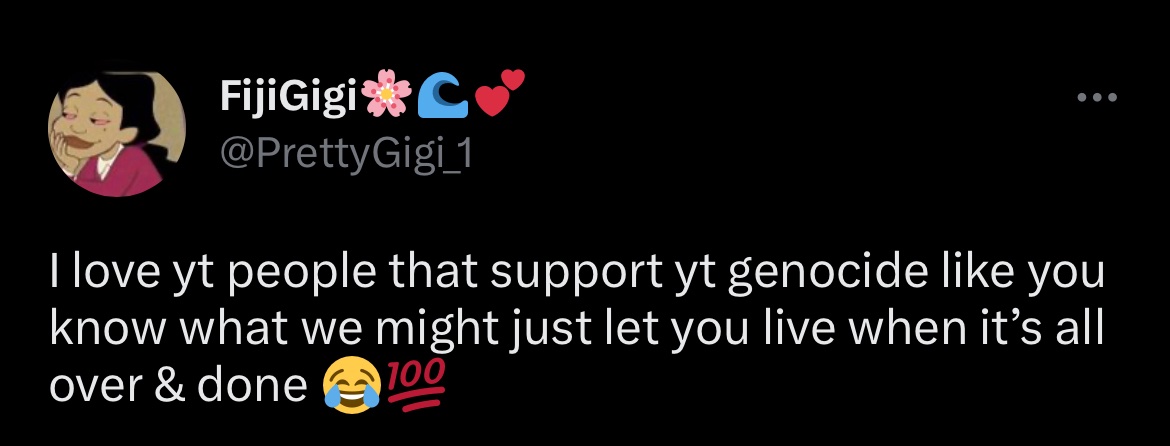 FijiGigi🌸🌊💕
@PrettyGigi_1
I love yt people that support yt genocide like you
know what we might just let you live when it’s all
over & done 😂💯